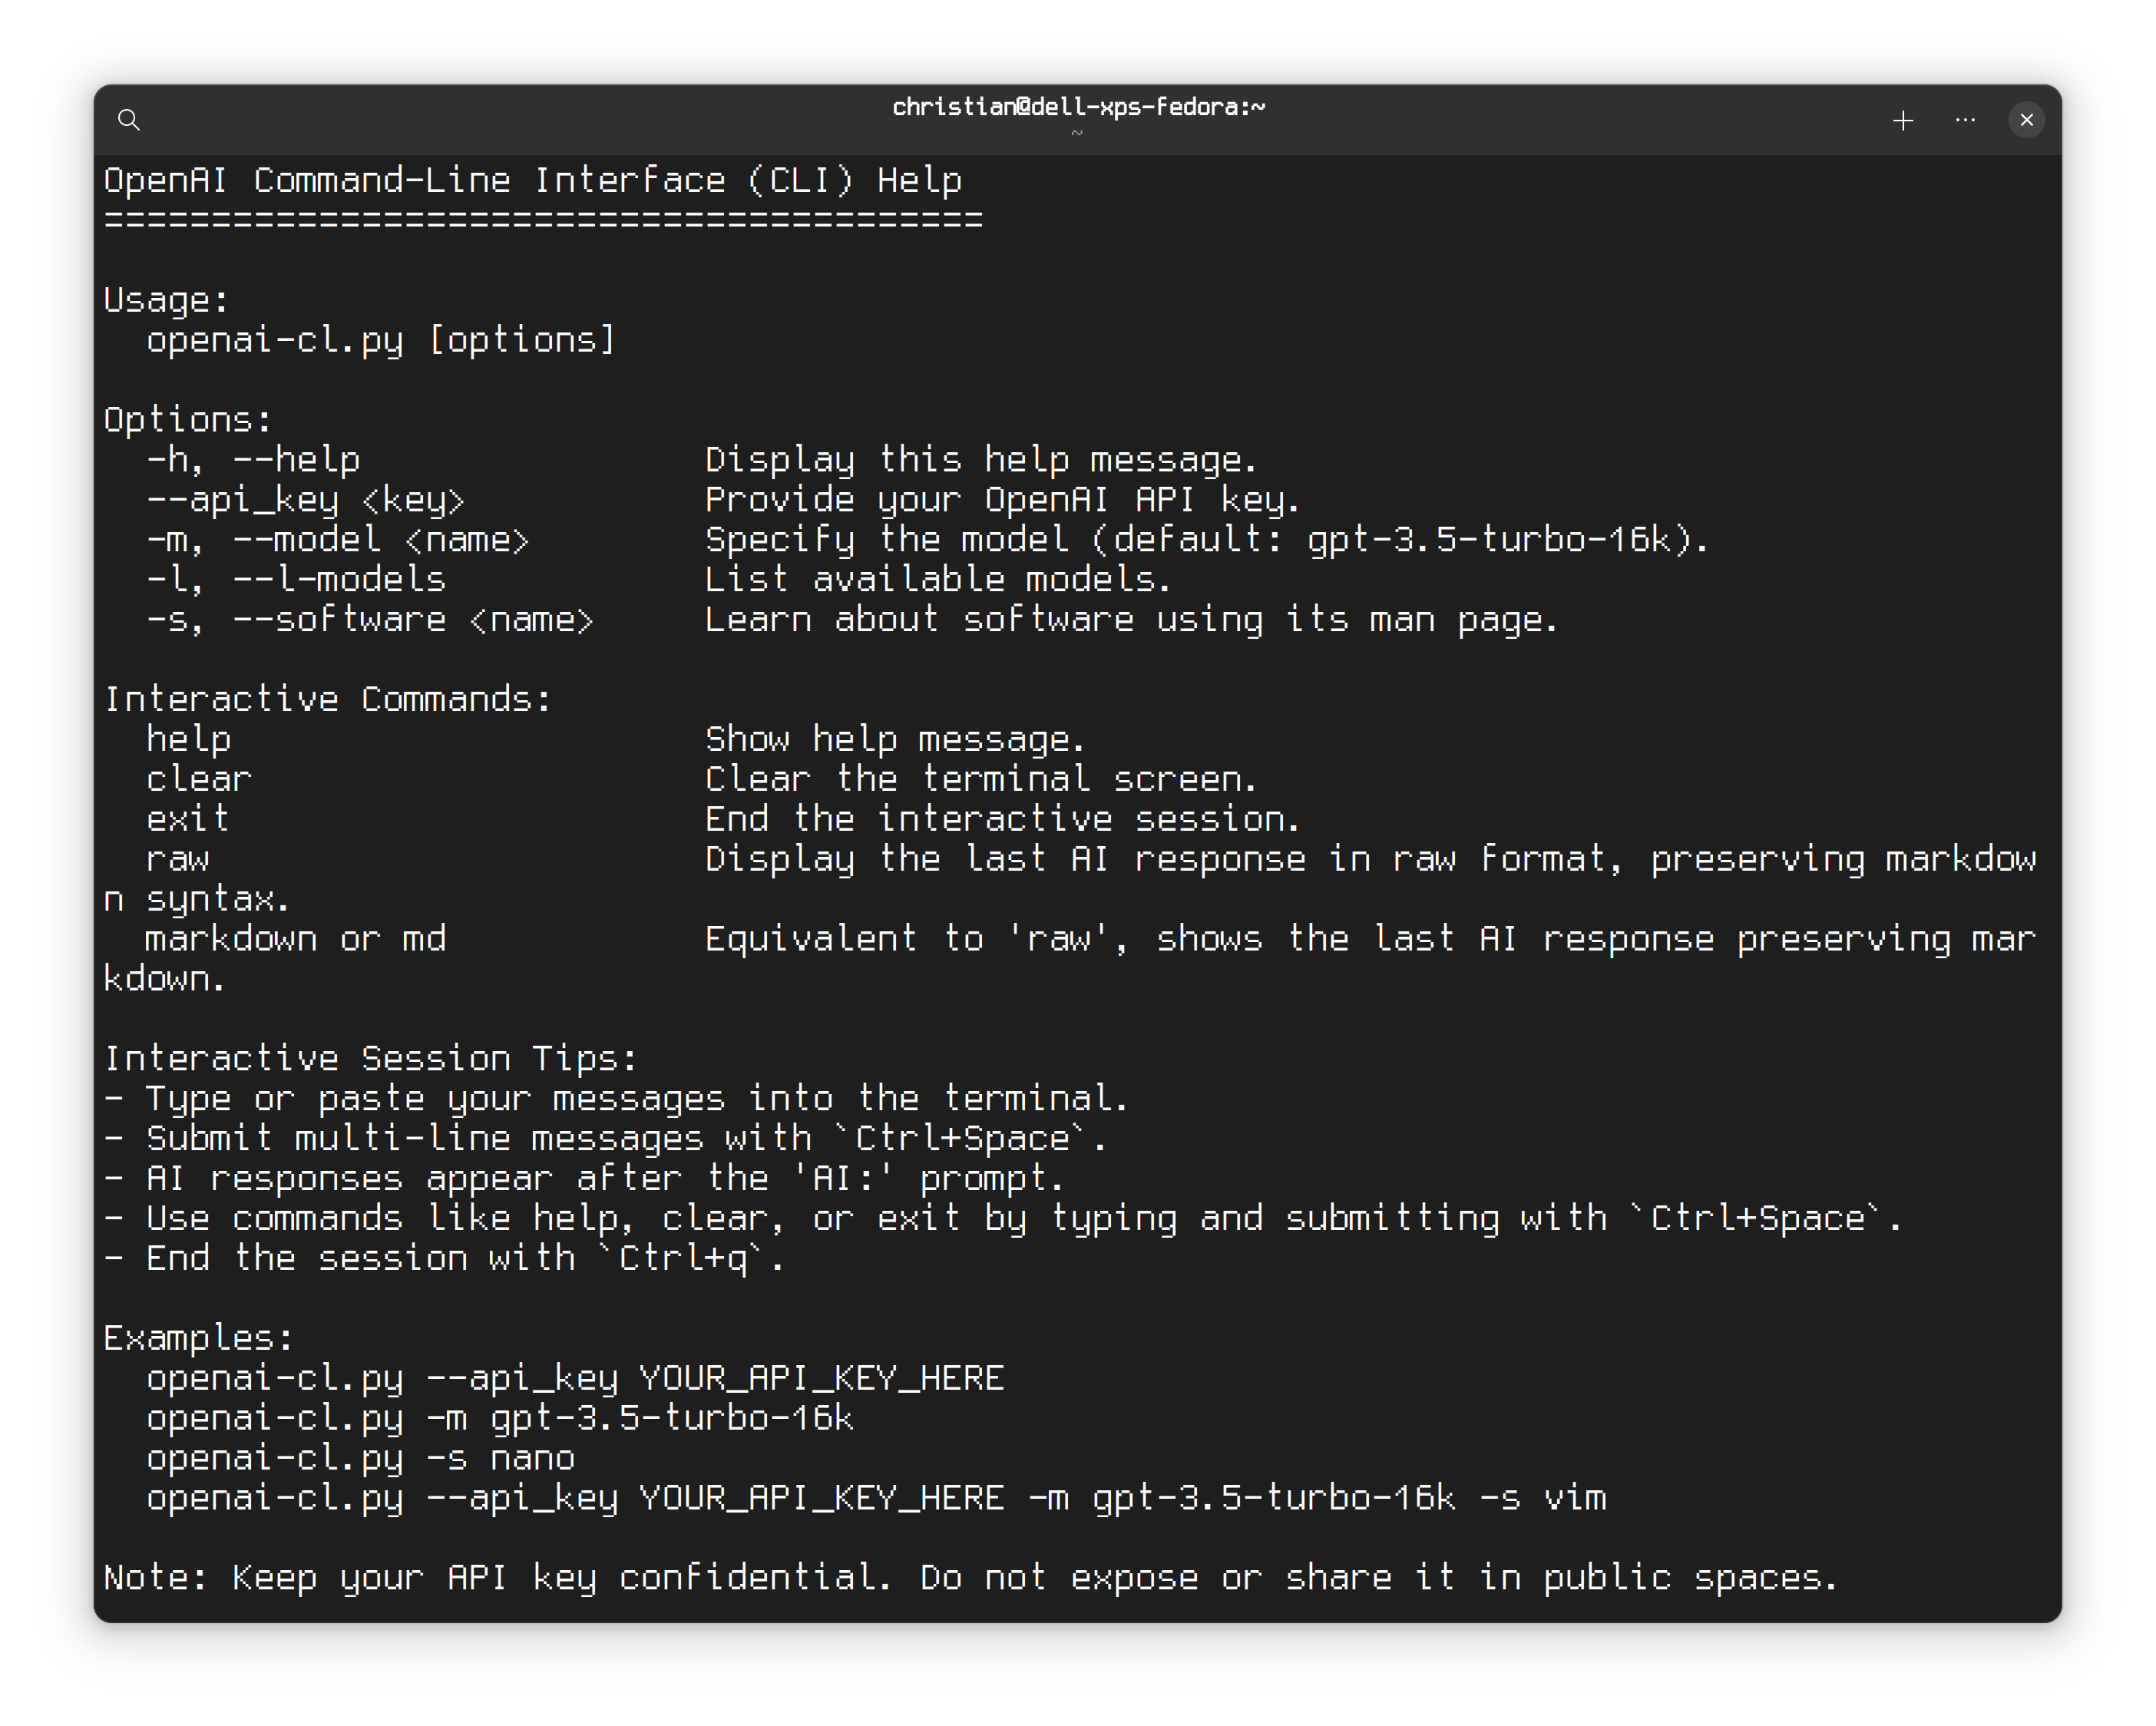 christian@dell-xps-fedora:~
~
OpenAI Command-Line Interface (CLI) Help
=========================================

Usage:
  openai-cl.py [options]

Options:
  -h, --help                Display this help message.
  --api_key <key>           Provide your OpenAI API key.
  -m, --model <name>        Specify the model (default: gpt-3.5-turbo-16k).
  -l, --l-models            List available models.
  -s, --software <name>     Learn about software using its man page.

Interactive Commands:
  help                      Show help message.
  clear                     Clear the terminal screen.
  exit                      End the interactive session.
  raw                       Display the last AI response in raw format, preserving markdow
n syntax.
  markdown or md            Equivalent to 'raw', shows the last AI response preserving mar
kdown.

Interactive Session Tips:
- Type or paste your messages into the terminal.
- Submit multi-line messages with `Ctrl+Space`.
- AI responses appear after the 'AI:' prompt.
- Use commands like help, clear, or exit by typing and submitting with `Ctrl+Space`.
- End the session with `Ctrl+q`.

Examples:
  openai-cl.py --api_key YOUR_API_KEY_HERE
  openai-cl.py -m gpt-3.5-turbo-16k
  openai-cl.py -s nano
  openai-cl.py --api_key YOUR_API_KEY_HERE -m gpt-3.5-turbo-16k -s vim

Note: Keep your API key confidential. Do not expose or share it in public spaces.